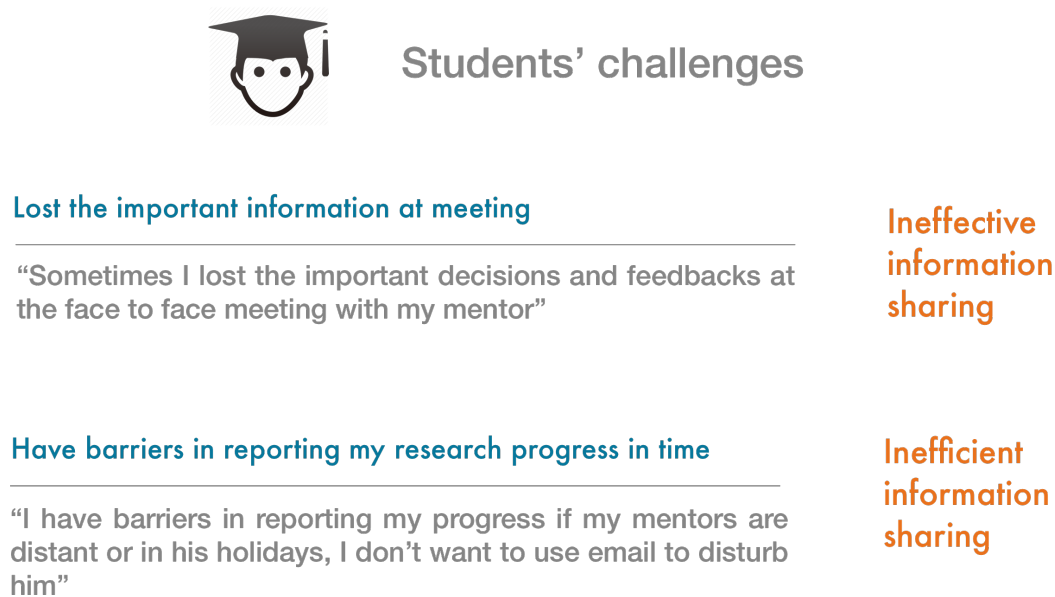 Students’ challenges
Lost the important information at meeting
“Sometimes I lost the important decisions and feedbacks at
the face to face meeting with my mentor”
Ineffective
information
sharing
Have barriers in reporting my research progress in time
“I have barriers in reporting my progress if my mentors are
distant or in his holidays, I don’t want to use email to disturb
him”
Inefficient
information
sharing